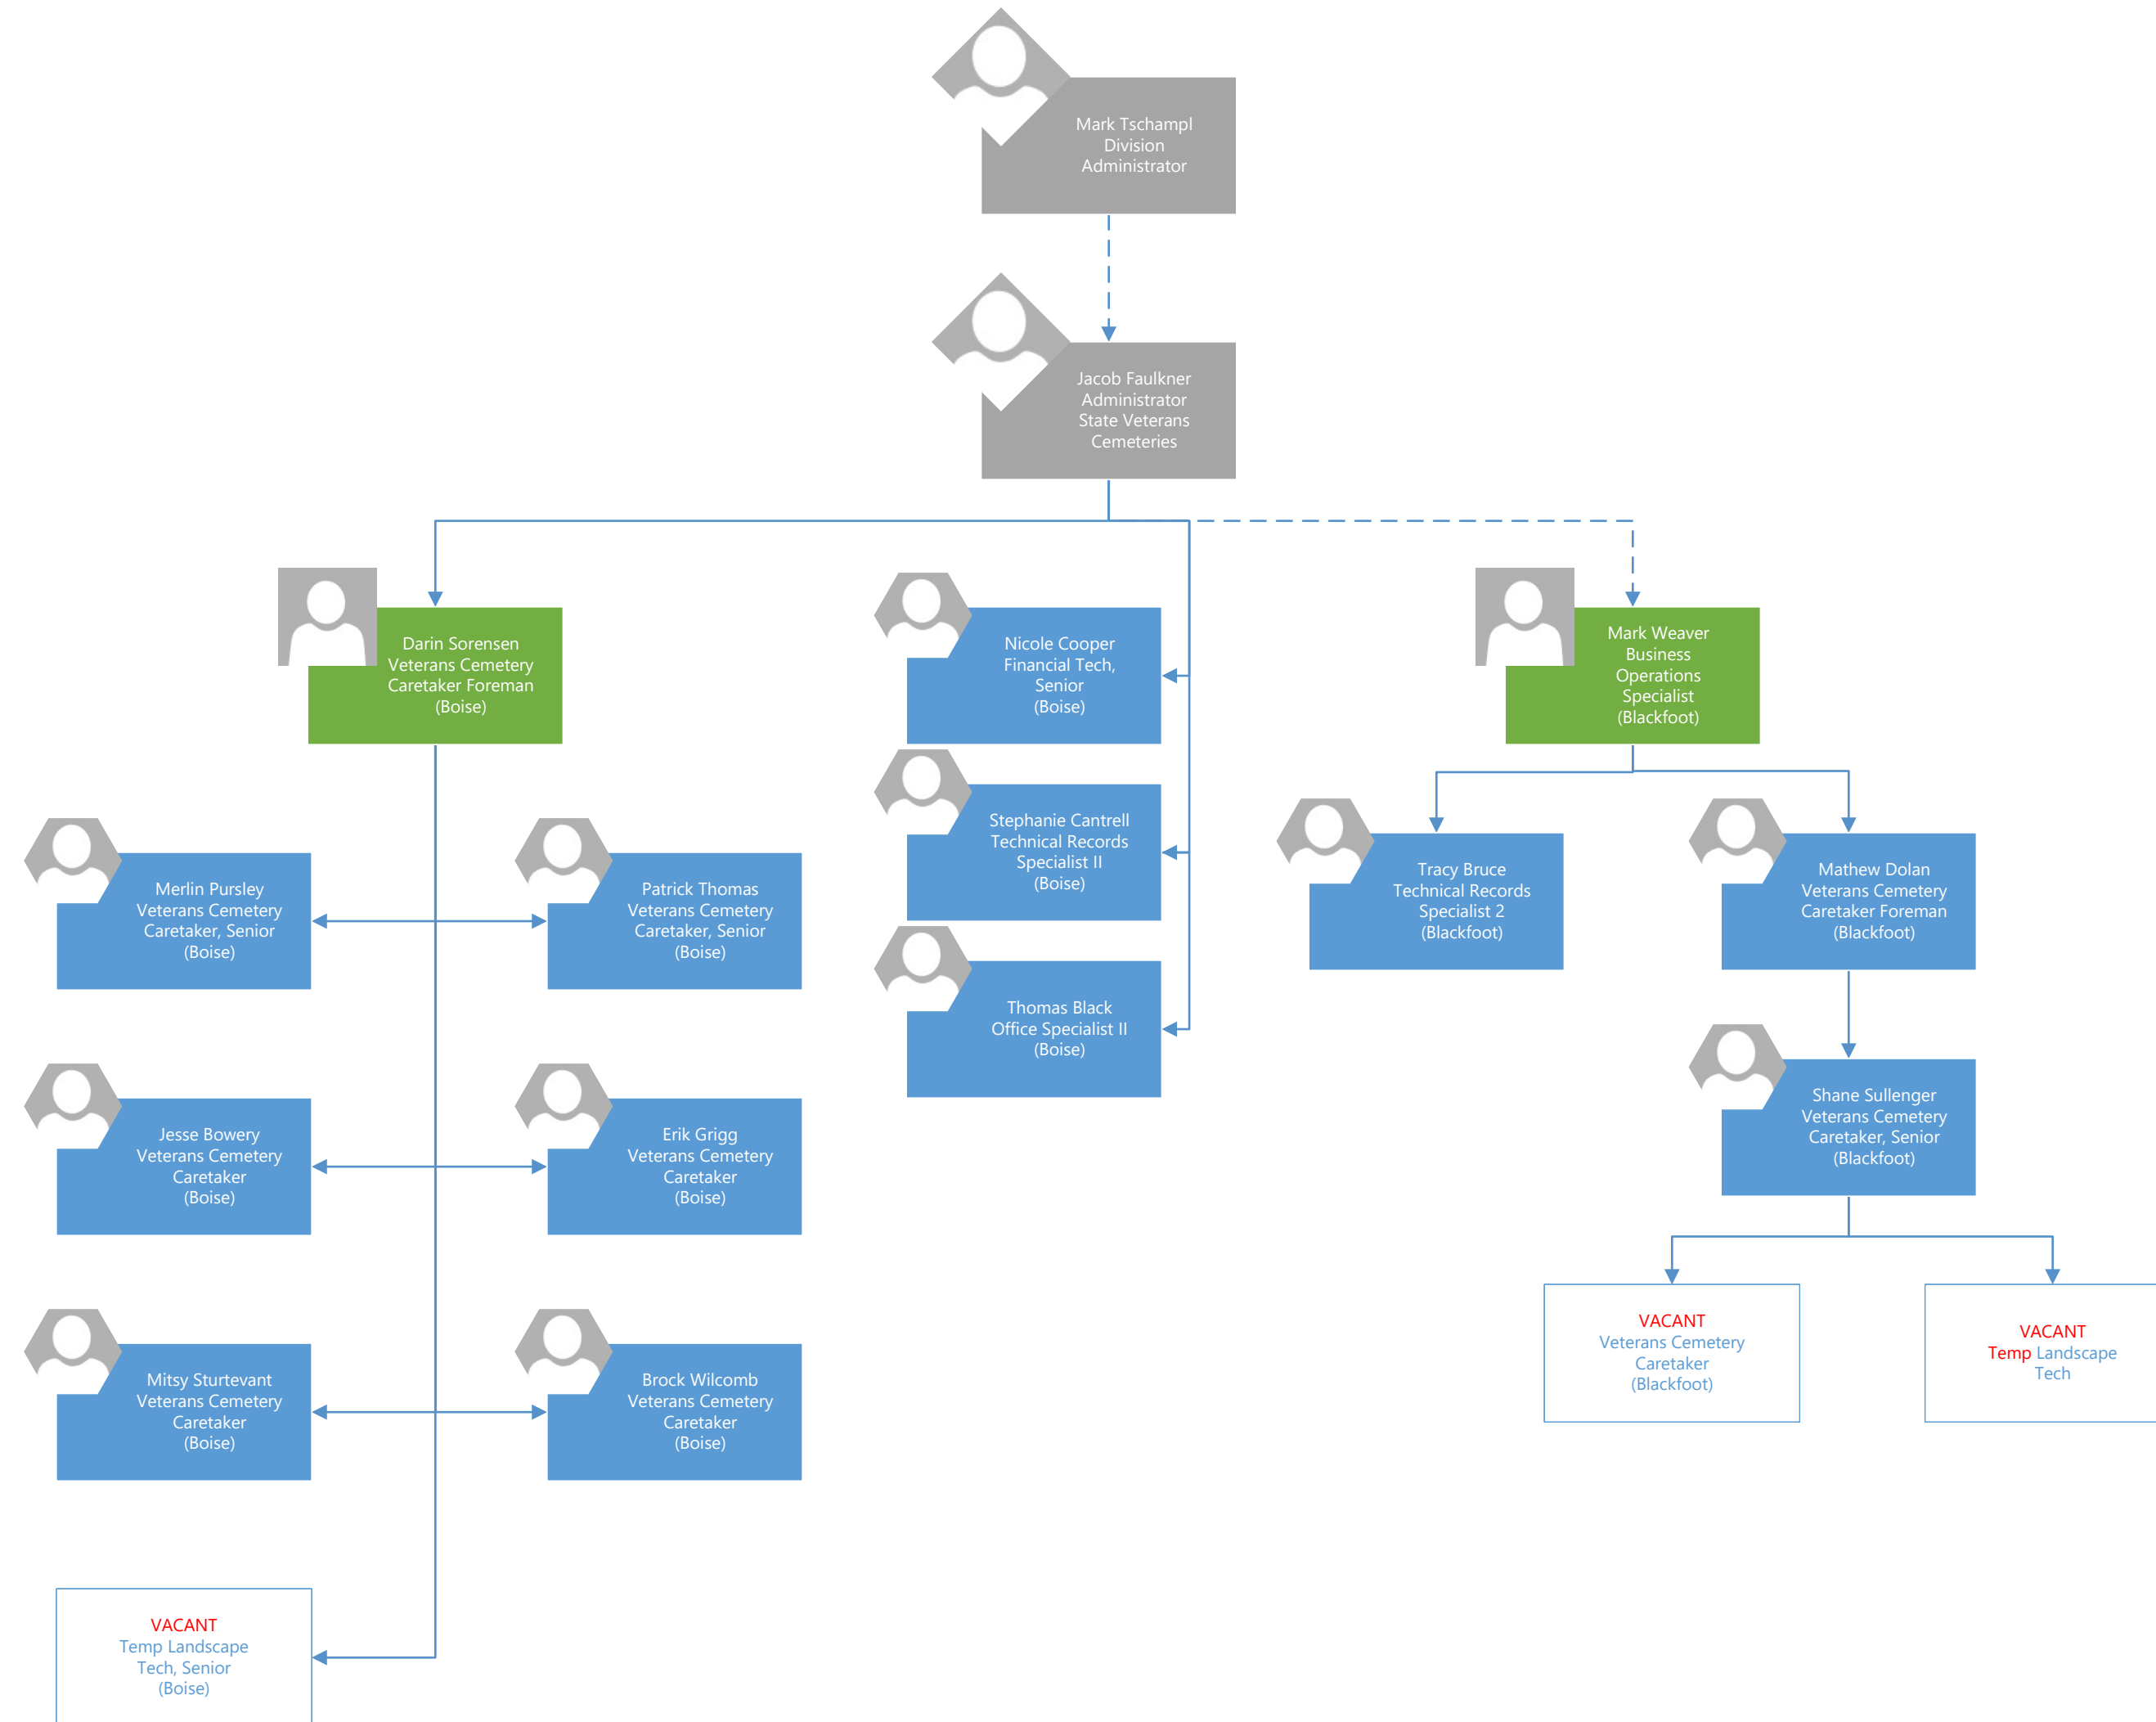 Mark Tschampl
Division
Administrator
Jacob Faulkner
Administrator
State Veterans
Cemeteries
Darin Sorensen
Veterans Cemetery
Caretaker Foreman
(Boise)
Nicole Cooper
Financial Tech,
Senior
(Boise)
Mark Weaver
Business
Operations
Specialist
(Blackfoot)
Stephanie Cantrell
Technical Records
Specialist II
(Boise)
Thomas Black
Office Specialist II
(Boise)
Merlin Pursley
Veterans Cemetery
Caretaker, Senior
(Boise)
Patrick Thomas
Veterans Cemetery
Caretaker, Senior
(Boise)
Tracy Bruce
Technical Records
Specialist 2
(Blackfoot)
Mathew Dolan
Veterans Cemetery
Caretaker Foreman
(Blackfoot)
Jesse Bowery
Veterans Cemetery
Caretaker
(Boise)
Erik Grigg
Veterans Cemetery
Caretaker
(Boise)
Shane Sullenger
Veterans Cemetery
Caretaker, Senior
(Blackfoot)
Mitsy Sturtevant
Veterans Cemetery
Caretaker
(Boise)
Brock Wilcomb
Veterans Cemetery
Caretaker
(Boise)
VACANT
Veterans Cemetery
Caretaker
(Blackfoot)
VACANT
Temp Landscape
Tech
VACANT
Temp Landscape
Tech, Senior
(Boise)